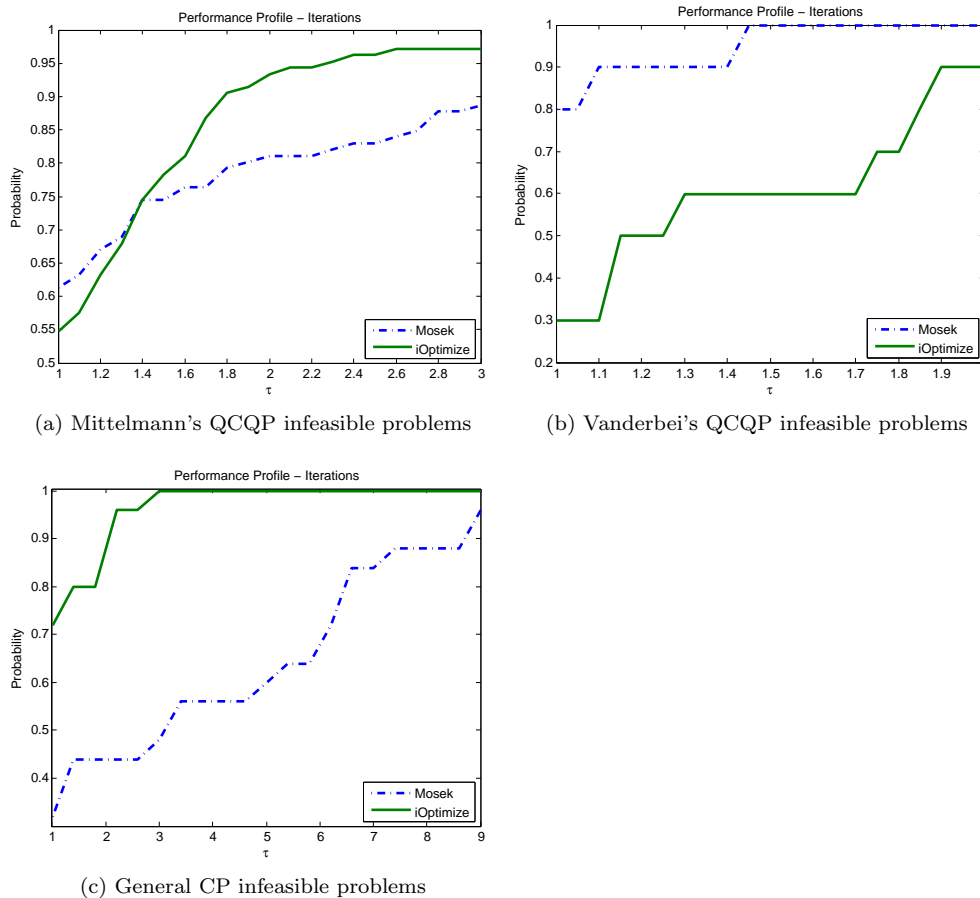 Performance Profile – Iterations
1
0.95
0.9
0.85
0.8
0.75
0.7
0.65
0.6
0.55
0.5
Probability
1 1.2 1.4 1.6 1.8 2 2.2 2.4 2.6 2.8 3
τ
Mosek
iOptimize
(a) Mittelmann's QCQP infeasible problems
Performance Profile – Iterations
1
0.9
0.8
0.7
0.6
0.5
0.4
0.3
0.2
Probability
1 1.1 1.2 1.3 1.4 1.5 1.6 1.7 1.8 1.9
τ
Mosek
iOptimize
(b) Vanderbei's QCQP infeasible problems
Performance Profile – Iterations
1
0.9
0.8
0.7
0.6
0.5
0.4
Probability
1 2 3 4 5 6 7 8 9
τ
Mosek
iOptimize
(c) General CP infeasible problems